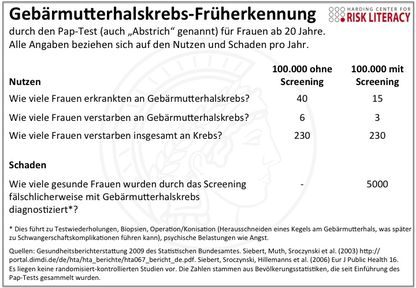 Gebärmutterhalskrebs-Früherkennung
HARDING CENTER FOR
RISK LITERACY
durch den Pap-Test (auch „Abstrich“ genannt) für Frauen ab 20 Jahre.
Alle Angaben beziehen sich auf den Nutzen und Schaden pro Jahr.
100.000 ohne 100.000 mit
Nutzen Screening Screening
Wie viele Frauen erkrankten an Gebärmutterhalskrebs? 40 15
Wie viele Frauen verstarben an Gebärmutterhalskrebs? 6 3
Wie viele Frauen verstarben insgesamt an Krebs? 230 230
Schaden
Wie viele gesunde Frauen wurden durch das Screening - 5000
fälschlicherweise mit Gebärmutterhalskrebs
diagnostiziert*?
* Dies führt zu Testwiederholungen, Biopsien, Operation/Konisation (Herausschneiden eines Kegels am Gebärmutterhals, was später
zu Schwangerschaftskomplikationen führen kann), psychische Belastungen wie Angst.
Quellen: Gesundheitsberichterstattung 2009 des Statistischen Bundesamtes. Siebert, Muth, Sroczynski et al. (2003) http://
portal.dimdi.de/de/hta/hta_berichte/hta067_bericht_de.pdf. Siebert, Sroczynski, Hillemanns et al. (2006) Eur J Public Health 16.
Es liegen keine randomisiert-kontrollierten Studien vor. Die Zahlen stammen aus Bevölkerungsstatistiken, die seit Einführung des
Pap-Tests gesammelt wurden.